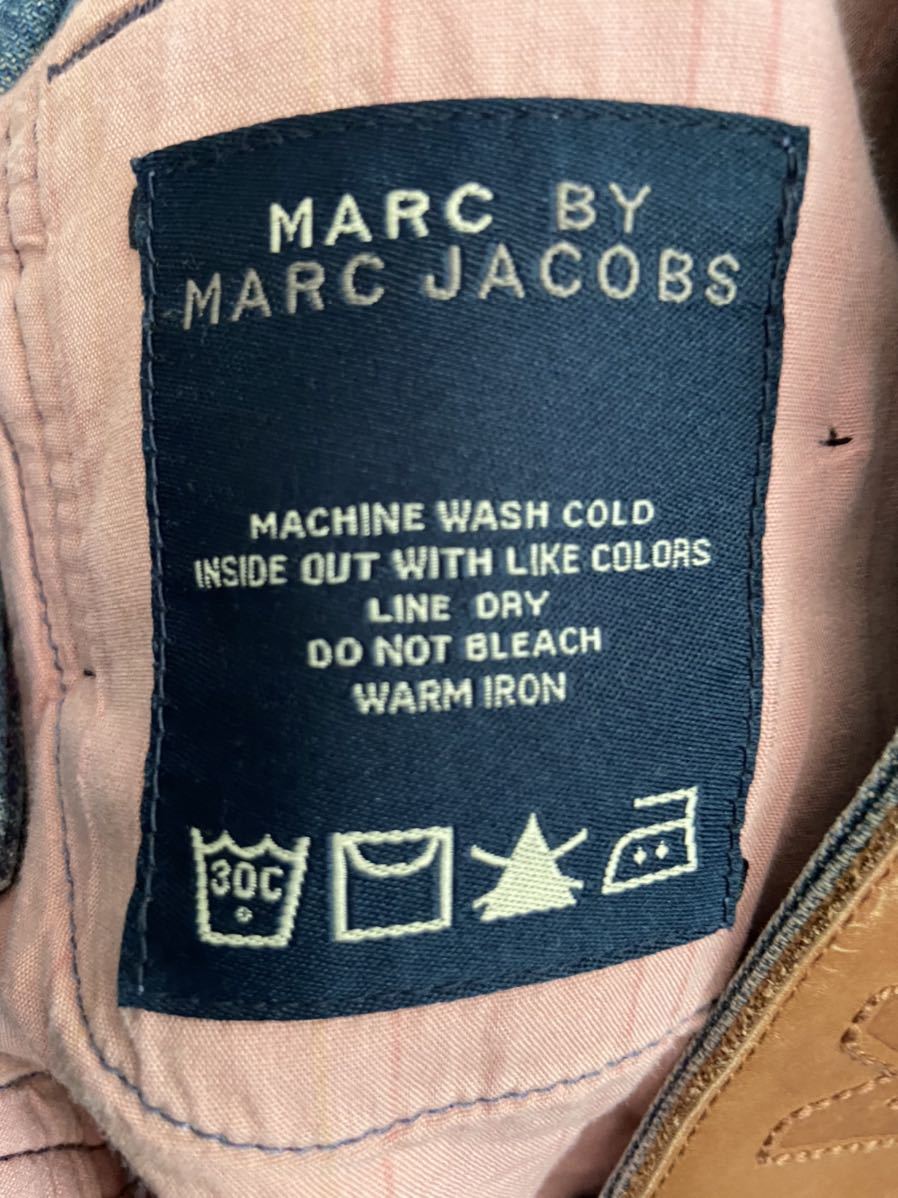 MARC BY
MARC JACOBS
MACHINE WASH COLD
INSIDE OUT WITH LIKE COLORS
LINE DRY
DO NOT BLEACH
WARM IRON
30C